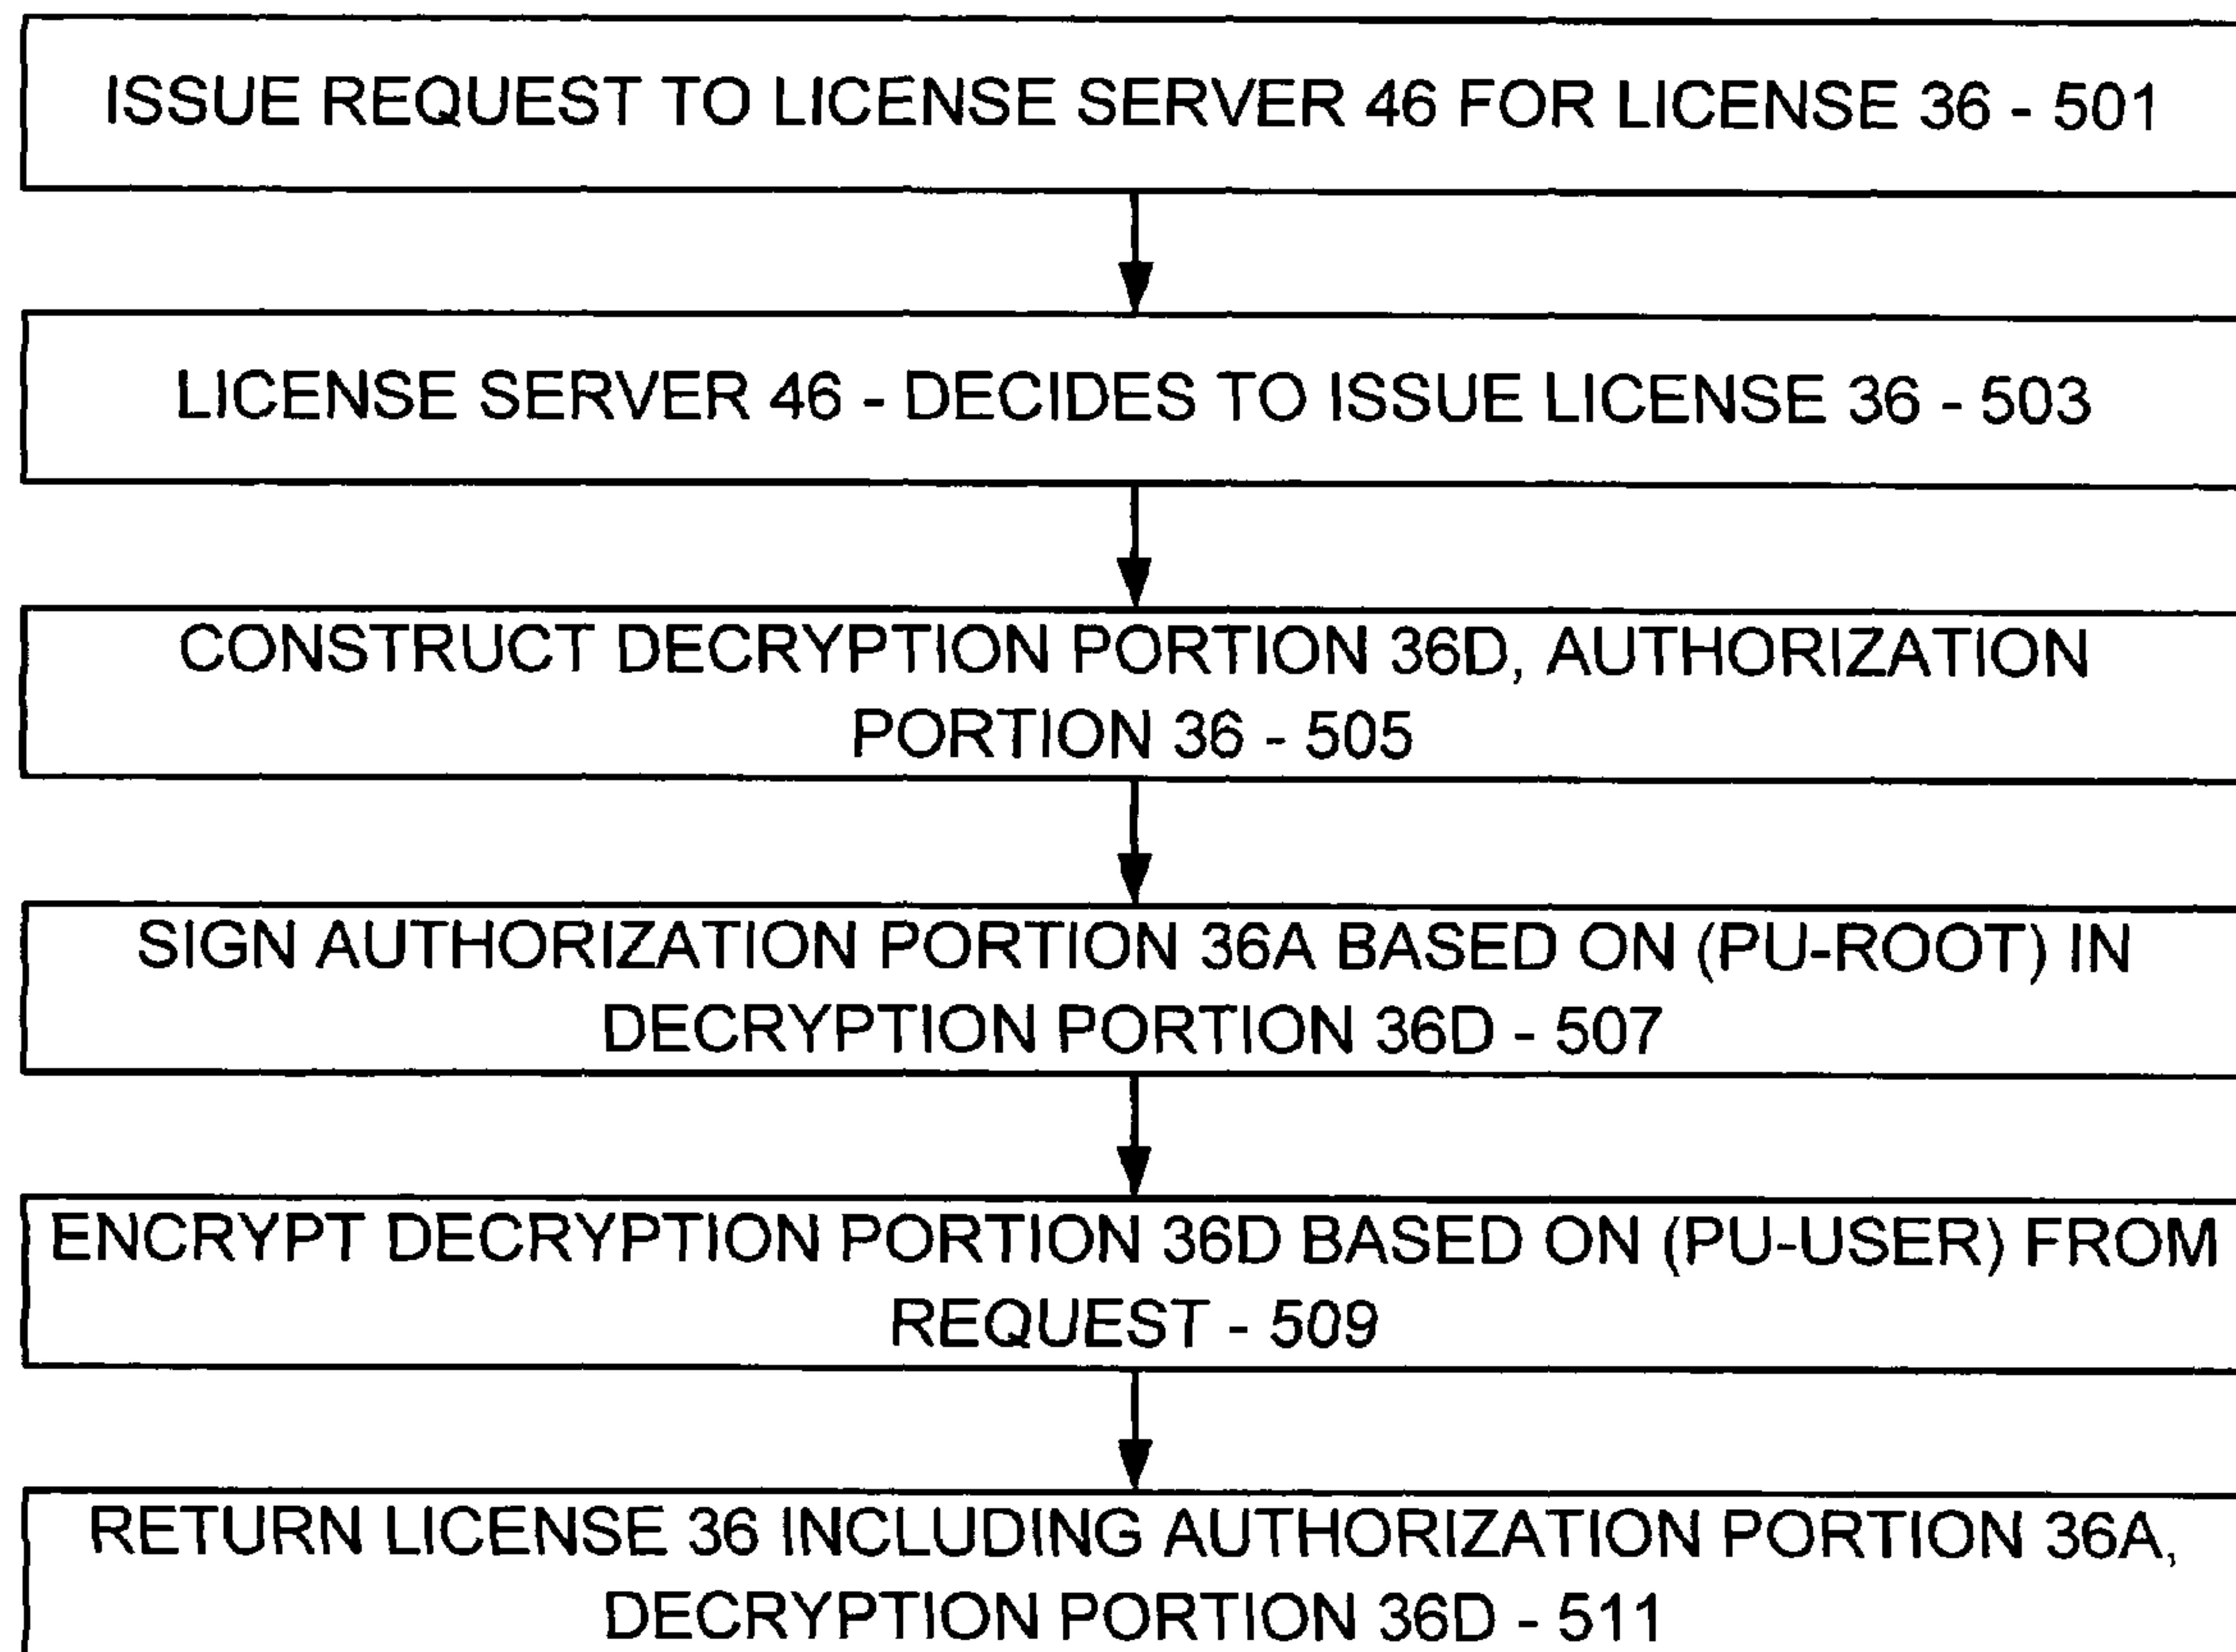 ISSUE REQUEST TO LICENSE SERVER 46 FOR LICENSE 36 - 501
LICENSE SERVER 46 - DECIDES TO ISSUE LICENSE 36 - 503
CONSTRUCT DECRYPTION PORTION 36D, AUTHORIZATION
PORTION 36 - 505
SIGN AUTHORIZATION PORTION 36A BASED ON (PU-ROOT) IN
DECRYPTION PORTION 36D - 507
ENCRYPT DECRYPTION PORTION 36D BASED ON (PU-USER) FROM
REQUEST - 509
RETURN LICENSE 36 INCLUDING AUTHORIZATION PORTION 36A,
DECRYPTION PORTION 36D - 511